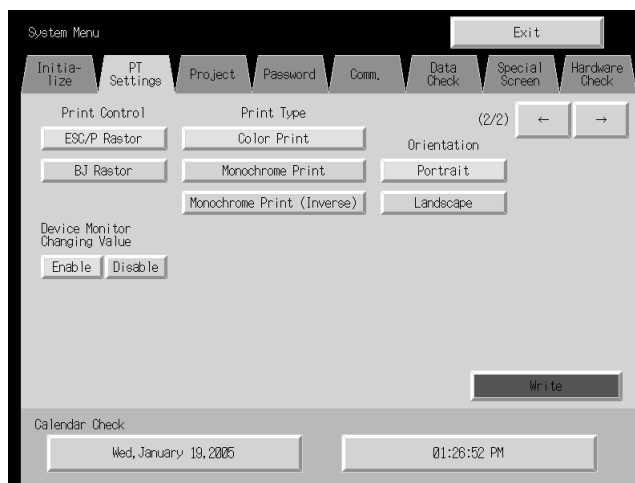 System Menu
Exit
Initia-
lize
PT
Settings
Project
Password
Comm.
Data
Check
Special
Screen
Hardware
Check
Print Control
Print Type
(2/2)
←
→
ESC/P Rastor
Color Print
Orientation
BJ Rastor
Monochrome Print
Portrait
Monochrome Print (Inverse)
Landscape
Device Monitor
Changing Value
Enable
Disable
Write
Calendar Check
Wed,January 19,2005
01:26:52 PM